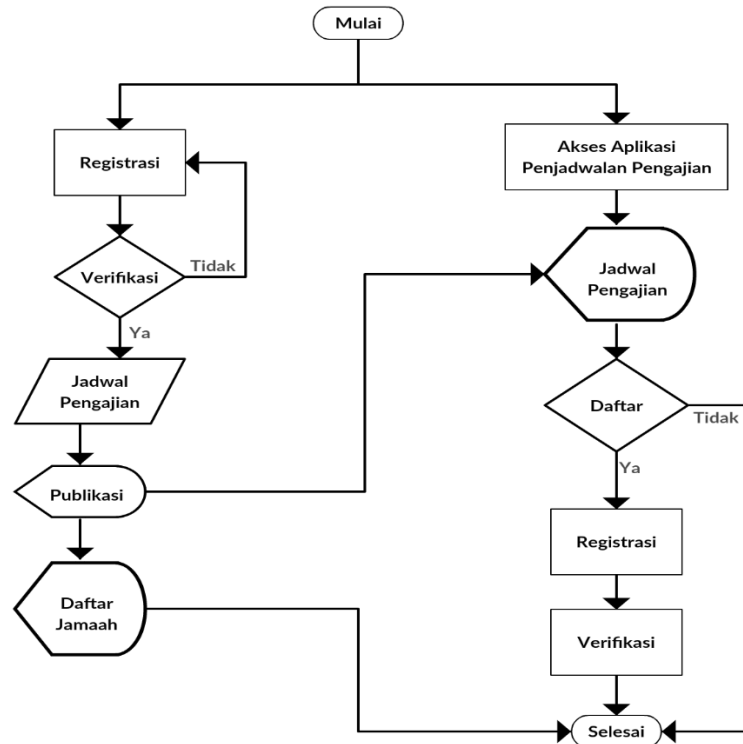 Mulai
Registrasi
Akses Aplikasi
Penjadwalan Pengajian
Verifikasi
Tidak
Jadwal
Pengajian
Ya
Jadwal
Pengajian
Daftar
Tidak
Ya
Publikasi
Registrasi
Daftar
Jamaah
Verifikasi
Selesai